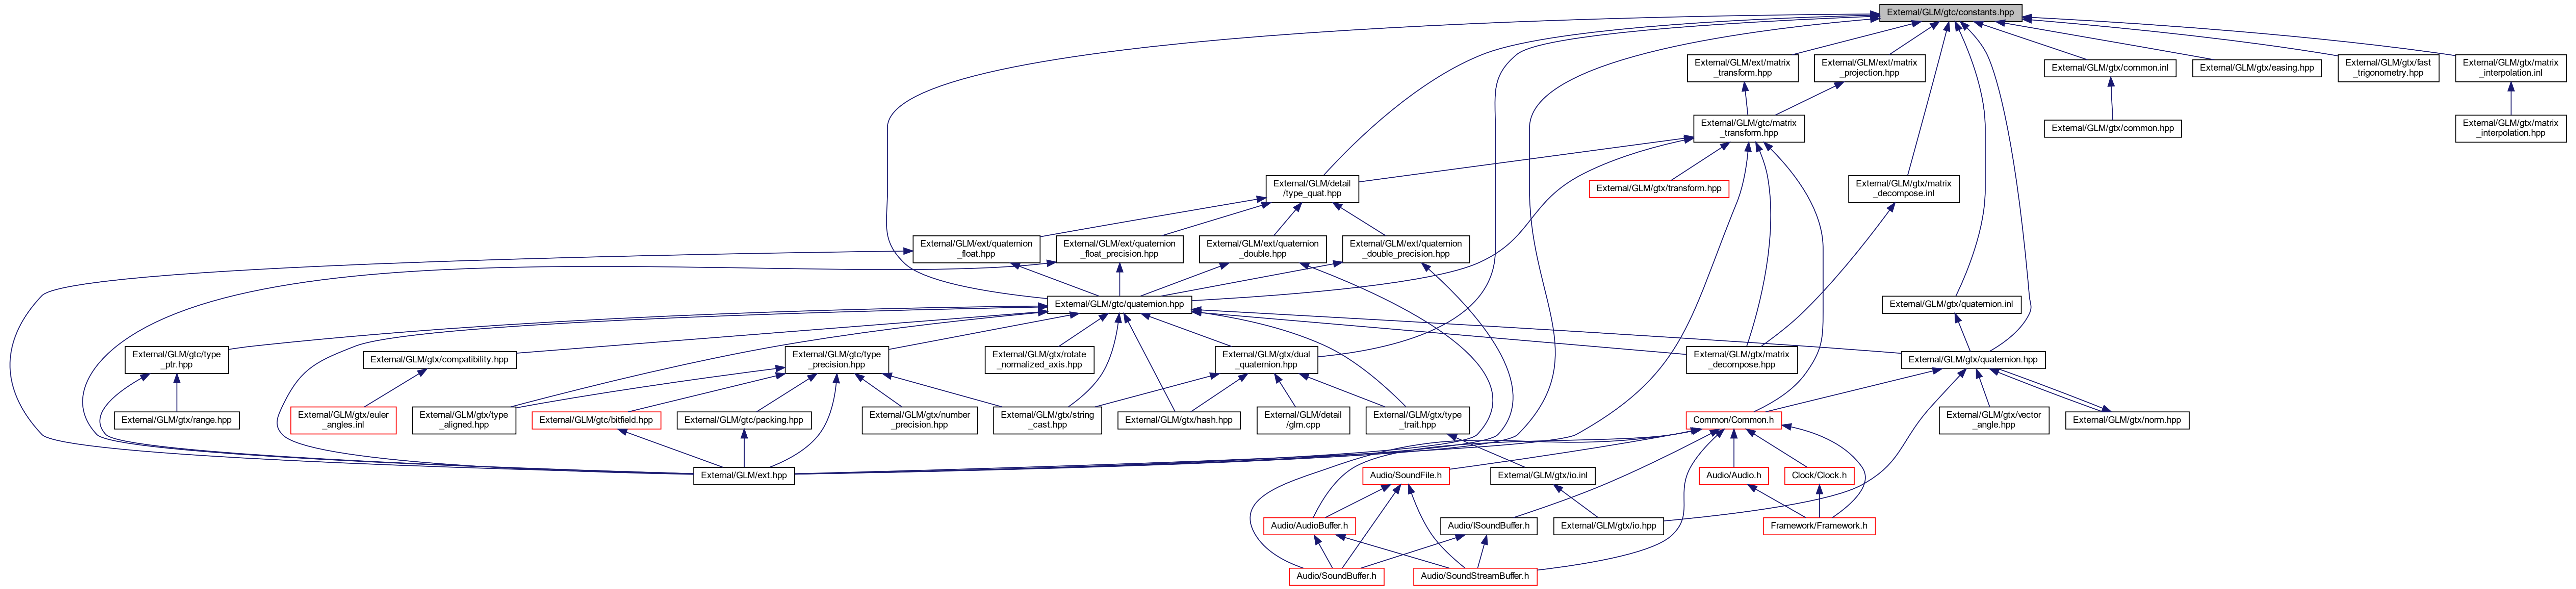 External/GLM/gtc/constants.hpp
External/GLM/ext/matrix
_transform.hpp
External/GLM/ext/matrix
_projection.hpp
External/GLM/gtx/common.inl
External/GLM/gtx/easing.hpp
External/GLM/gtx/fast
_trigonometry.hpp
External/GLM/gtx/matrix
_interpolation.inl
External/GLM/gtc/matrix
_transform.hpp
External/GLM/gtx/common.hpp
External/GLM/gtx/matrix
_interpolation.hpp
External/GLM/detail
/type_quat.hpp
External/GLM/gtx/transform.hpp
External/GLM/gtx/matrix
_decompose.inl
External/GLM/ext/quaternion
_float.hpp
External/GLM/ext/quaternion
_float_precision.hpp
External/GLM/ext/quaternion
_double.hpp
External/GLM/ext/quaternion
_double_precision.hpp
External/GLM/gtc/quaternion.hpp
External/GLM/gtx/quaternion.inl
External/GLM/gtc/type
_ptr.hpp
External/GLM/gtx/compatibility.hpp
External/GLM/gtc/type
_precision.hpp
External/GLM/gtx/rotate
_normalized_axis.hpp
External/GLM/gtx/dual
_quaternion.hpp
External/GLM/gtx/matrix
_decompose.hpp
External/GLM/gtx/quaternion.hpp
External/GLM/gtx/range.hpp
External/GLM/gtx/euler
_angles.inl
External/GLM/gtx/type
_aligned.hpp
External/GLM/gtc/bitfield.hpp
External/GLM/gtc/packing.hpp
External/GLM/gtx/number
_precision.hpp
External/GLM/gtx/string
_cast.hpp
External/GLM/gtx/hash.hpp
External/GLM/detail
/glm.cpp
External/GLM/gtx/type
_trait.hpp
Common/Common.h
External/GLM/gtx/vector
_angle.hpp
External/GLM/gtx/norm.hpp
External/GLM/ext.hpp
Audio/SoundFile.h
External/GLM/gtx/io.inl
Audio/Audio.h
Clock/Clock.h
Audio/AudioBuffer.h
Audio/ISoundBuffer.h
External/GLM/gtx/io.hpp
Framework/Framework.h
Audio/SoundBuffer.h
Audio/SoundStreamBuffer.h